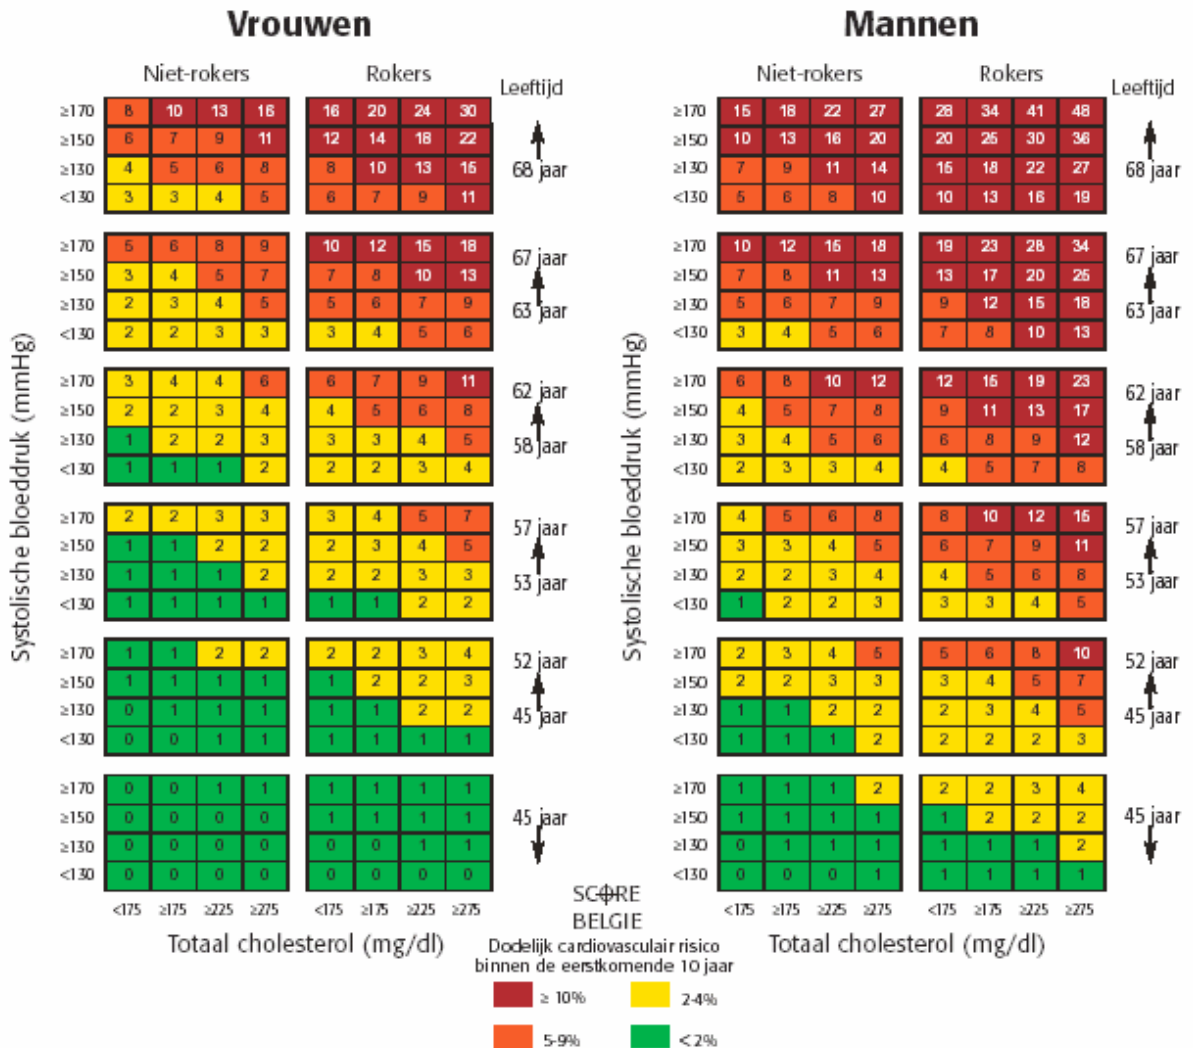 Vrouwen Mannen
Niet-rokers Rokers Leeftijd Niet-rokers Rokers Leeftijd
≥170 8 10 13 16 16 20 24 30 ≥170 15 18 22 27 28 34 41 48
≥150 6 7 9 11 12 14 18 22 ≥150 10 13 16 20 20 25 30 36
≥130 4 5 6 8 8 10 13 15 68 jaar ≥130 7 9 11 14 15 18 22 27 68 jaar
<130 3 3 4 5 6 7 9 11 <130 5 6 8 10 10 13 16 19
≥170 5 6 8 9 10 12 15 18 67 jaar ≥170 10 12 15 18 19 23 28 34 67 jaar
≥150 3 4 5 7 7 8 10 13 ≥150 7 8 11 13 13 17 20 25
≥130 2 3 4 5 5 6 7 9 63 jaar ≥130 5 6 7 9 9 12 15 18 63 jaar
<130 2 2 3 3 3 4 5 6 <130 3 4 5 6 7 8 10 13
Systolische bloeddruk (mmHg) Systolische bloeddruk (mmHg)
≥170 3 4 4 6 6 7 9 11 62 jaar ≥170 6 8 10 12 12 15 19 23 62 jaar
≥150 2 2 3 4 4 5 6 8 ≥150 4 5 7 8 9 11 13 17
≥130 1 2 2 3 3 3 4 5 58 jaar ≥130 3 4 5 6 6 8 9 12 58 jaar
<130 1 1 1 2 2 2 3 4 <130 2 3 3 4 4 5 7 8
≥170 2 2 3 3 3 4 5 7 57 jaar ≥170 4 5 6 8 8 10 12 15 57 jaar
≥150 1 1 2 2 2 3 4 5 ≥150 3 3 4 5 6 7 9 11
≥130 1 1 1 2 2 2 3 3 53 jaar ≥130 2 2 3 4 4 5 6 8 53 jaar
<130 1 1 1 1 1 1 2 2 <130 1 2 2 3 3 3 4 5
≥170 1 1 2 2 2 2 3 4 52 jaar ≥170 2 3 4 5 5 6 8 10 52 jaar
≥150 1 1 1 1 1 2 2 3 ≥150 2 2 3 3 3 4 5 7
≥130 0 1 1 1 1 1 2 2 45 jaar ≥130 1 1 2 2 2 3 4 5 45 jaar
<130 0 0 1 1 1 1 1 1 <130 1 1 1 2 2 2 2 3
≥170 0 0 1 1 1 1 1 1 ≥170 1 1 1 2 2 2 3 4
≥150 0 0 0 0 1 1 1 1 45 jaar ≥150 1 1 1 1 1 2 2 2 45 jaar
≥130 0 0 0 0 0 0 1 1 ≥130 0 1 1 1 1 1 1 2
<130 0 0 0 0 0 0 0 0 <130 0 0 0 1 1 1 1 1
<175 ≥175 ≥225 ≥275 <175 ≥175 ≥225 ≥275 <175 ≥175 ≥225 ≥275 <175 ≥175 ≥225 ≥275
Totaal cholesterol (mg/dl) Totaal cholesterol (mg/dl)
SCORE
BELGIE
Dodelijk cardiovasculair risico
binnen de eerstkomende 10 jaar
≥ 10% 2-4%
5-9% < 2%